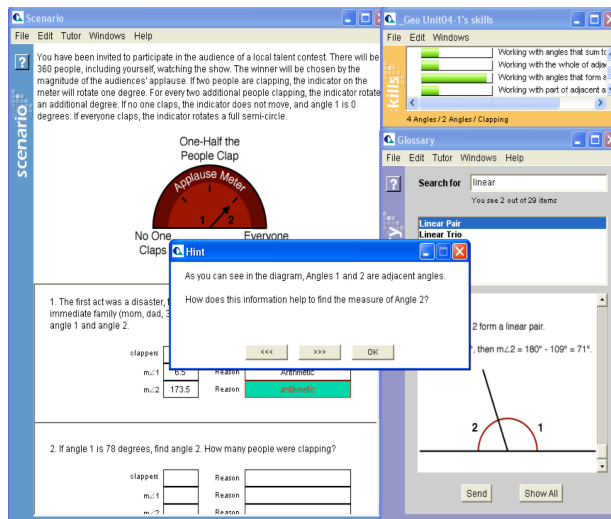 Scenario
File Edit Tutor Windows Help
You have been invited to participate in the audience of a local talent contest. There will be
360 people, including yourself, watching the show. The winner will be chosen by the
magnitude of the audiences' applause. If two people are clapping, the indicator on the
meter will rotate one degree. For every two additional people clapping, the indicator rotate
an additional degree. If no one claps, the indicator does not move, and angle 1 is 0
degrees. If everyone claps, the indicator rotates a full semi-circle.
scenario
One-Half the
People Clap
Applause Meter
1 2
No One
Claps
Everyone
1. The first act was a disaster,
immediate family (mom, dad, 3
angle 1 and angle 2.
clappers
m∠1 6.5 Reason Arithmetic
m∠2 173.5 Reason arithmetic
2. If angle 1 is 78 degrees, find angle 2. How many people were clapping?
clappers Reason
m∠1 Reason
m∠2 Reason
_Geo Unit04-1's skills
File Edit Windows
skills
Working with angles that sum to
Working with the whole of adja
Working with angles that form a
Working with part of adjacent a
4 Angles / 2 Angles / Clapping
Glossary
File Edit Tutor Windows Help
Search for linear
You see 2 out of 29 items
Linear Pair
Linear Trio
2 form a linear pair.
°, then m∠2 = 180° - 109° = 71°.
2 1
Send Show All
Hint
As you can see in the diagram, Angles 1 and 2 are adjacent angles.
How does this information help to find the measure of Angle 2?
<<< >>> OK